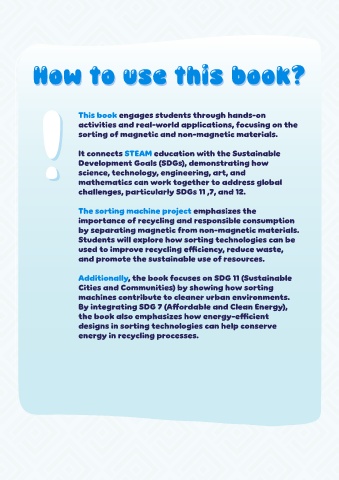 How to use this book?
!
This book engages students through hands-on
activities and real-world applications, focusing on the
sorting of magnetic and non-magnetic materials.
It connects STEAM education with the Sustainable
Development Goals (SDGs), demonstrating how
science, technology, engineering, art, and
mathematics can work together to address global
challenges, particularly SDGs 11 ,7, and 12.
The sorting machine project emphasizes the
importance of recycling and responsible consumption
by separating magnetic from non-magnetic materials.
Students will explore how sorting technologies can be
used to improve recycling efficiency, reduce waste,
and promote the sustainable use of resources.
Additionally, the book focuses on SDG 11 (Sustainable
Cities and Communities) by showing how sorting
machines contribute to cleaner urban environments.
By integrating SDG 7 (Affordable and Clean Energy),
the book also emphasizes how energy-efficient
designs in sorting technologies can help conserve
energy in recycling processes.